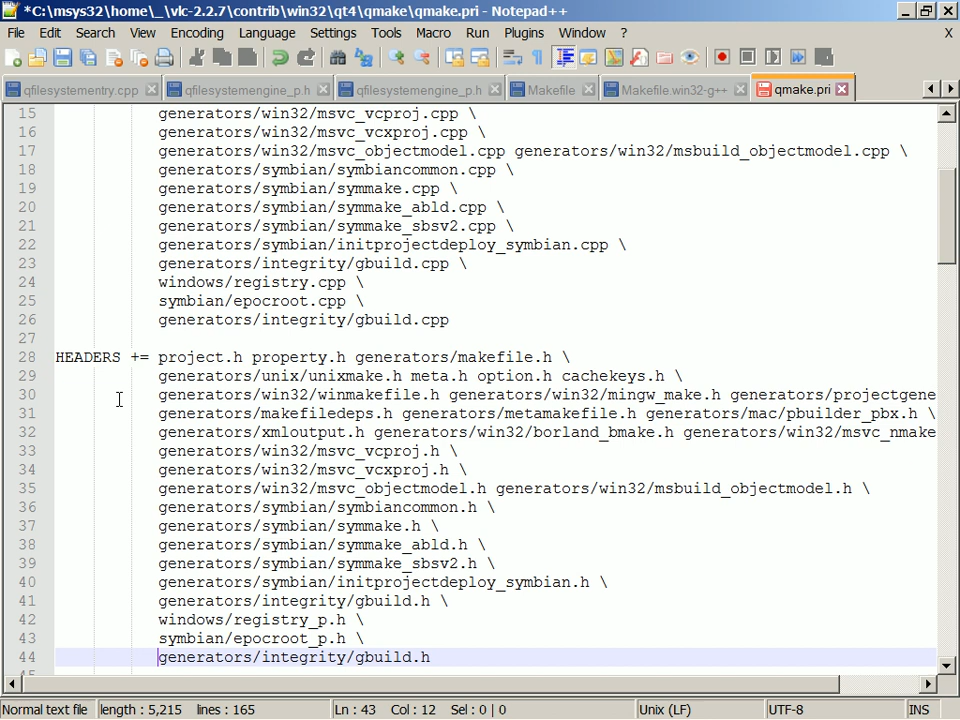 *C:\msys32\home\_\vlc-2.2.7\contrib\win32\qt4\qmake\qmake.pri - Notepad++
File Edit Search View Encoding Language Settings Tools Macro Run Plugins Window ? X
qfilesystementry.cpp qfilesystemengine_p.h qfilesystemengine_p.h Makefile Makefile.win32-g++ qmake.pri
15 generators/win32/msvc_vcproj.cpp \
16 generators/win32/msvc_vcxproj.cpp \
17 generators/win32/msvc_objectmodel.cpp generators/win32/msbuild_objectmodel.cpp \
18 generators/symbian/symbiancommon.cpp \
19 generators/symbian/symmake.cpp \
20 generators/symbian/symmake_abld.cpp \
21 generators/symbian/symmake_sbsv2.cpp \
22 generators/symbian/initprojectdeploy_symbian.cpp \
23 generators/integrity/gbuild.cpp \
24 windows/registry.cpp \
25 symbian/epocroot.cpp \
26 generators/integrity/gbuild.cpp
27
28 HEADERS += project.h property.h generators/makefile.h \
29 generators/unix/unixmake.h meta.h option.h cachekeys.h \
30 generators/win32/winmakefile.h generators/win32/mingw_make.h generators/projectgene
31 generators/makefiledeps.h generators/metamakefile.h generators/mac/pbuilder_pbx.h \
32 generators/xmloutput.h generators/win32/borland_bmake.h generators/win32/msvc_nmake
33 generators/win32/msvc_vcproj.h \
34 generators/win32/msvc_vcxproj.h \
35 generators/win32/msvc_objectmodel.h generators/win32/msbuild_objectmodel.h \
36 generators/symbian/symbiancommon.h \
37 generators/symbian/symmake.h \
38 generators/symbian/symmake_abld.h \
39 generators/symbian/symmake_sbsv2.h \
40 generators/symbian/initprojectdeploy_symbian.h \
41 generators/integrity/gbuild.h \
42 windows/registry_p.h \
43 symbian/epocroot_p.h \
44 generators/integrity/gbuild.h
Normal text file length : 5,215 lines : 165 Ln : 43 Col : 12 Sel : 0 | 0 Unix (LF) UTF-8 INS